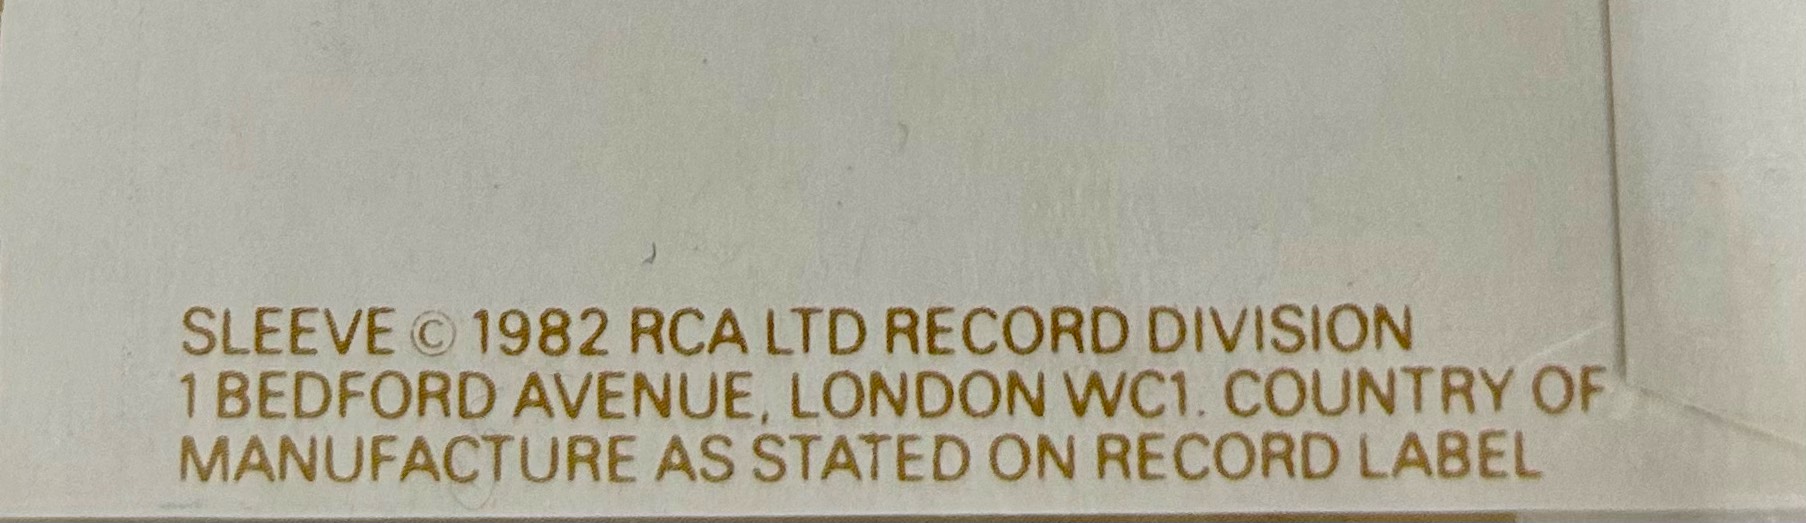 SLEEVE © 1982 RCA LTD RECORD DIVISION
1 BEDFORD AVENUE, LONDON WC1. COUNTRY OF
MANUFACTURE AS STATED ON RECORD LABEL